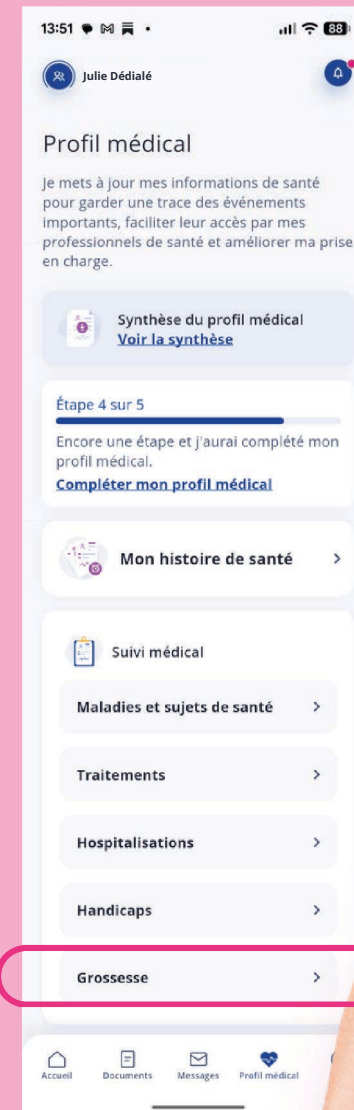 13:51
88
Julie Dédialé
Profil médical
Je mets à jour mes informations de santé
pour garder une trace des événements
importants, faciliter leur accès par mes
professionnels de santé et améliorer ma prise
en charge.
Synthèse du profil médical
Voir la synthèse
Étape 4 sur 5
Encore une étape et j'aurai complété mon
profil médical.
Compléter mon profil médical
Mon histoire de santé
Suivi médical
Maladies et sujets de santé
Traitements
Hospitalisations
Handicaps
Grossesse
Accueil Documents Messages Profil médical